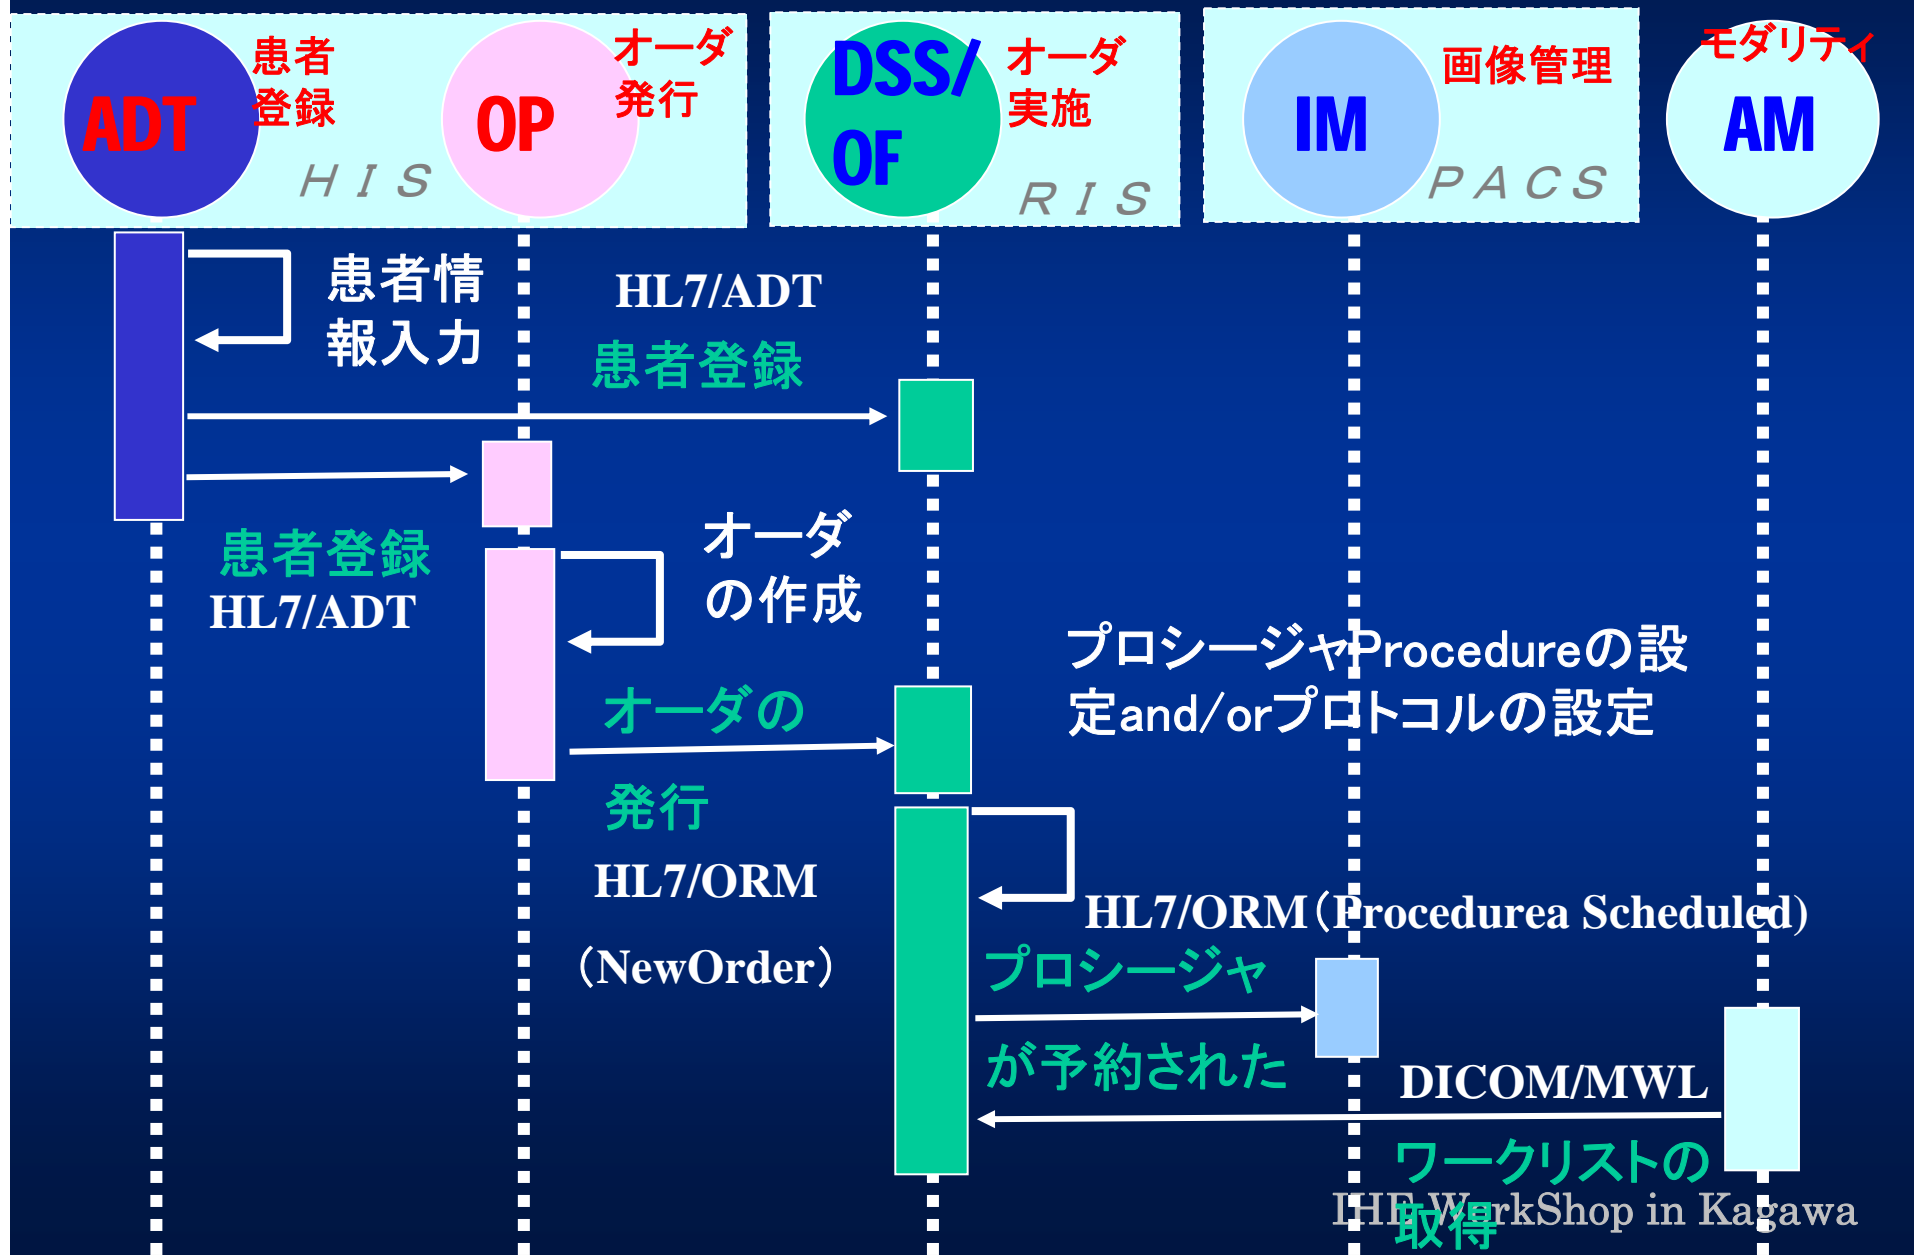 ADT
患者
登録
ＨＩＳ
OP
オーダ
発行
DSS/
OF
オーダ
実施
ＲＩＳ
IM
画像管理
ＰＡＣＳ
モダリティ
AM
患者情
報入力
HL7/ADT
患者登録
患者登録
HL7/ADT
オーダ
の作成
プロシージャProcedureの設
定and/orプロトコルの設定
オーダの
発行
HL7/ORM
（NewOrder）
HL7/ORM（Procedurea Scheduled)
プロシージャ
が予約された
DICOM/MWL
ワークリストの
取得
IHE WorkShop in Kagawa